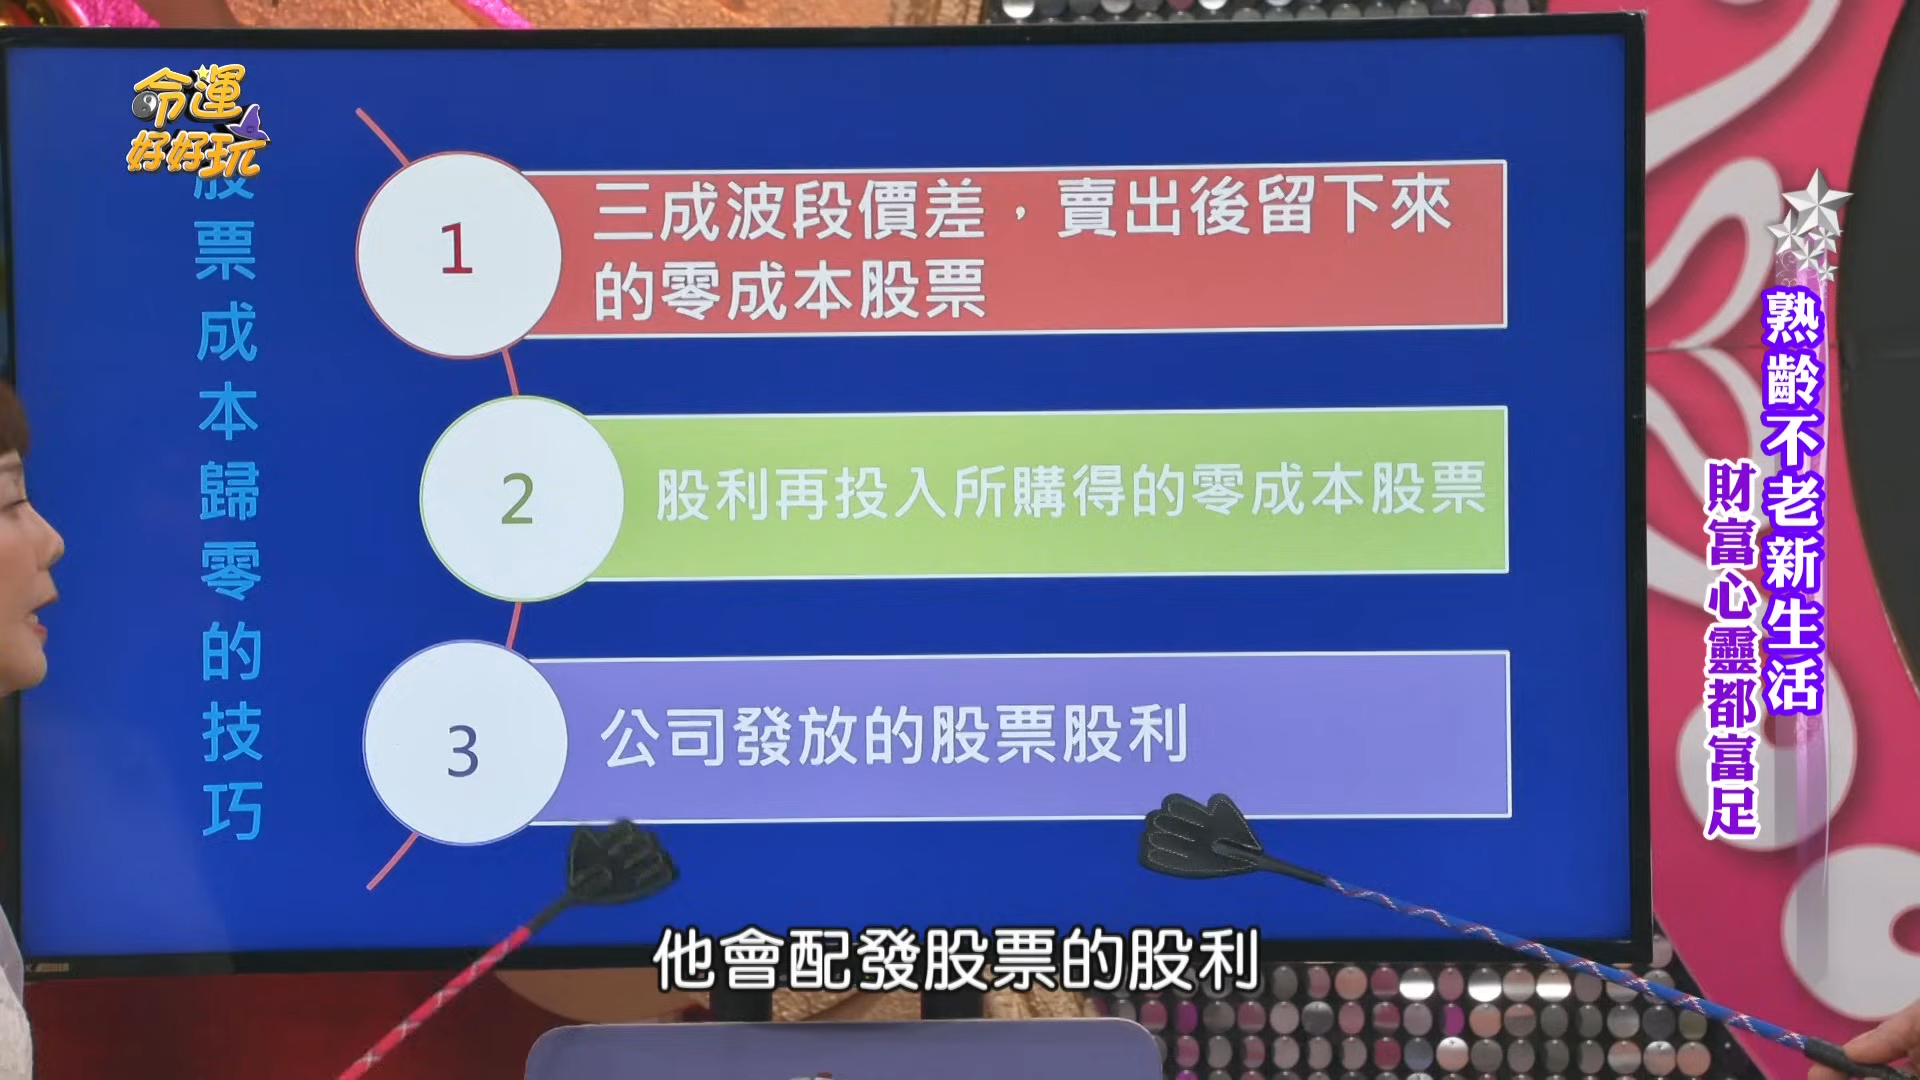 命運
好好玩
股票成本歸零的技巧
1
三成波段價差，賣出後留下來
的零成本股票
2
股利再投入所購得的零成本股票
3
公司發放的股票股利
熟齡不老新生活
財富心靈都富足
他會配發股票的股利